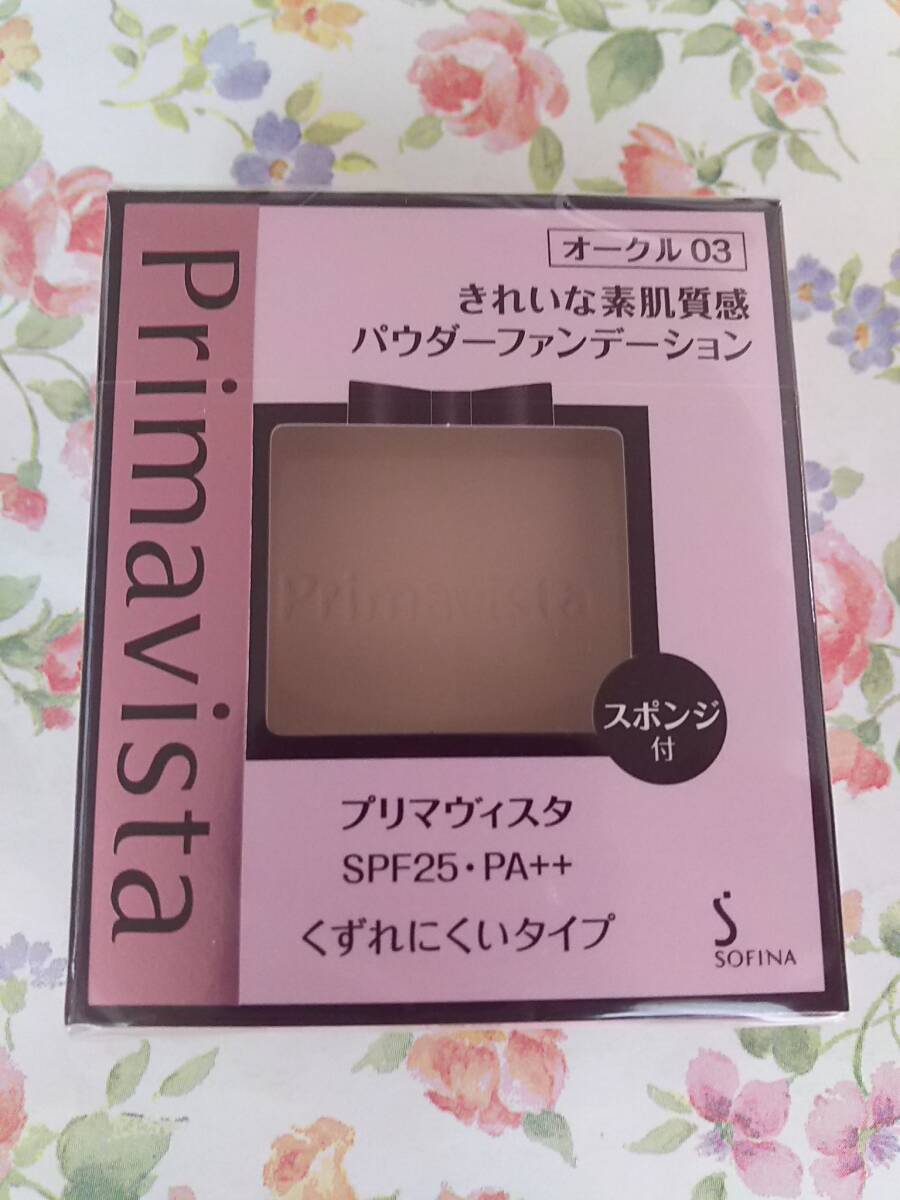 Primavista
オークル 03
きれいな素肌質感
パウダーファンデーション
Primavista
スポンジ
付
プリマヴィスタ
SPF25・PA++
くずれにくいタイプ
SOFINA